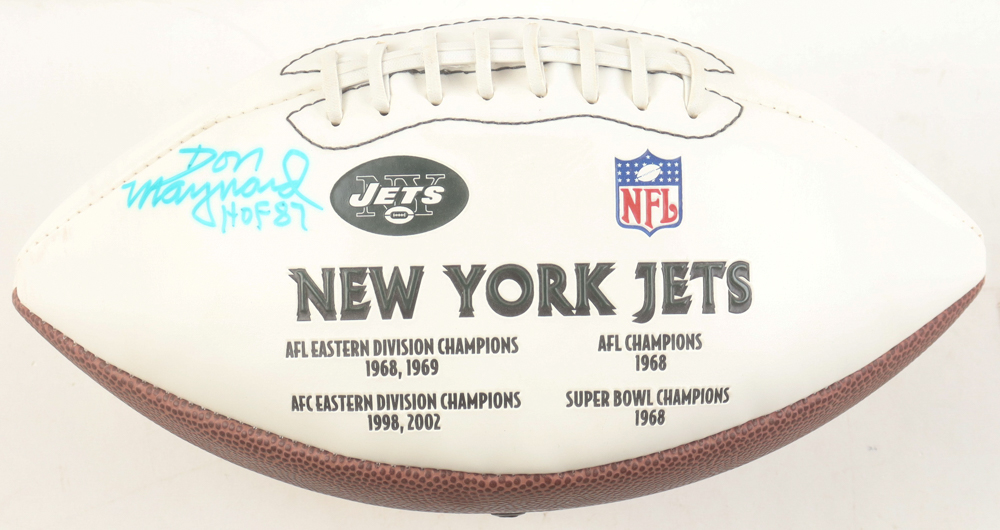 Don
Maynard
HOF 87
NY
JETS
NFL
NEW YORK JETS
AFL EASTERN DIVISION CHAMPIONS
1968, 1969
AFL CHAMPIONS
1968
AFC EASTERN DIVISION CHAMPIONS
1998, 2002
SUPER BOWL CHAMPIONS
1968